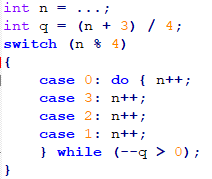 int n = ...;
int q = (n + 3) / 4;
switch (n % 4)
{
    case 0: do { n++;
    case 3: n++;
    case 2: n++;
    case 1: n++;
    } while (--q > 0);
}